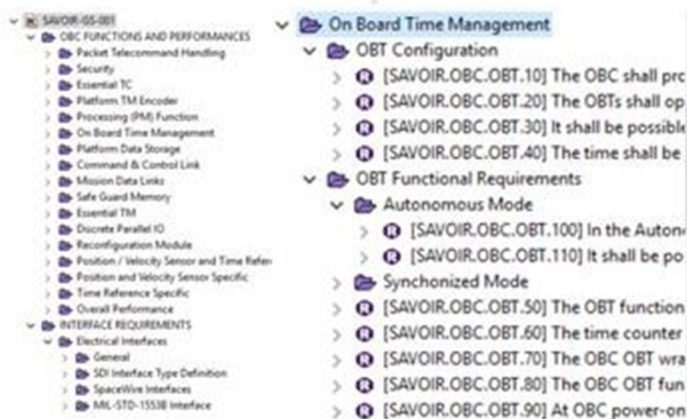 SAVOIR-GS-001
OBC FUNCTIONS AND PERFORMANCES
Packet Telecommand Handling
Security
Essential TC
Platform TM Encoder
Processing (PM) Function
On Board Time Management
Platform Data Storage
Command & Control Link
Mission Data Links
Safe Guard Memory
Essential TM
Discrete Parallel IO
Reconfiguration Module
Position / Velocity Sensor and Time Refer
Position and Velocity Sensor Specific
Time Reference Specific
Overall Performance
INTERFACE REQUIREMENTS
Electrical Interfaces
General
SDI Interface Type Definition
SpaceWire Interfaces
MIL-STD-1553B Interface
On Board Time Management
OBT Configuration
[SAVOIR.OBC.OBT.10] The OBC shall pro
[SAVOIR.OBC.OBT.20] The OBTs shall op
[SAVOIR.OBC.OBT.30] It shall be possible
[SAVOIR.OBC.OBT.40] The time shall be
OBT Functional Requirements
Autonomous Mode
[SAVOIR.OBC.OBT.100] In the Auton
[SAVOIR.OBC.OBT.110] It shall be po
Synchonized Mode
[SAVOIR.OBC.OBT.50] The OBT function
[SAVOIR.OBC.OBT.60] The time counter
[SAVOIR.OBC.OBT.70] The OBC OBT wra
[SAVOIR.OBC.OBT.80] The OBC OBT fun
[SAVOIR.OBC.OBT.90] At OBC power-on